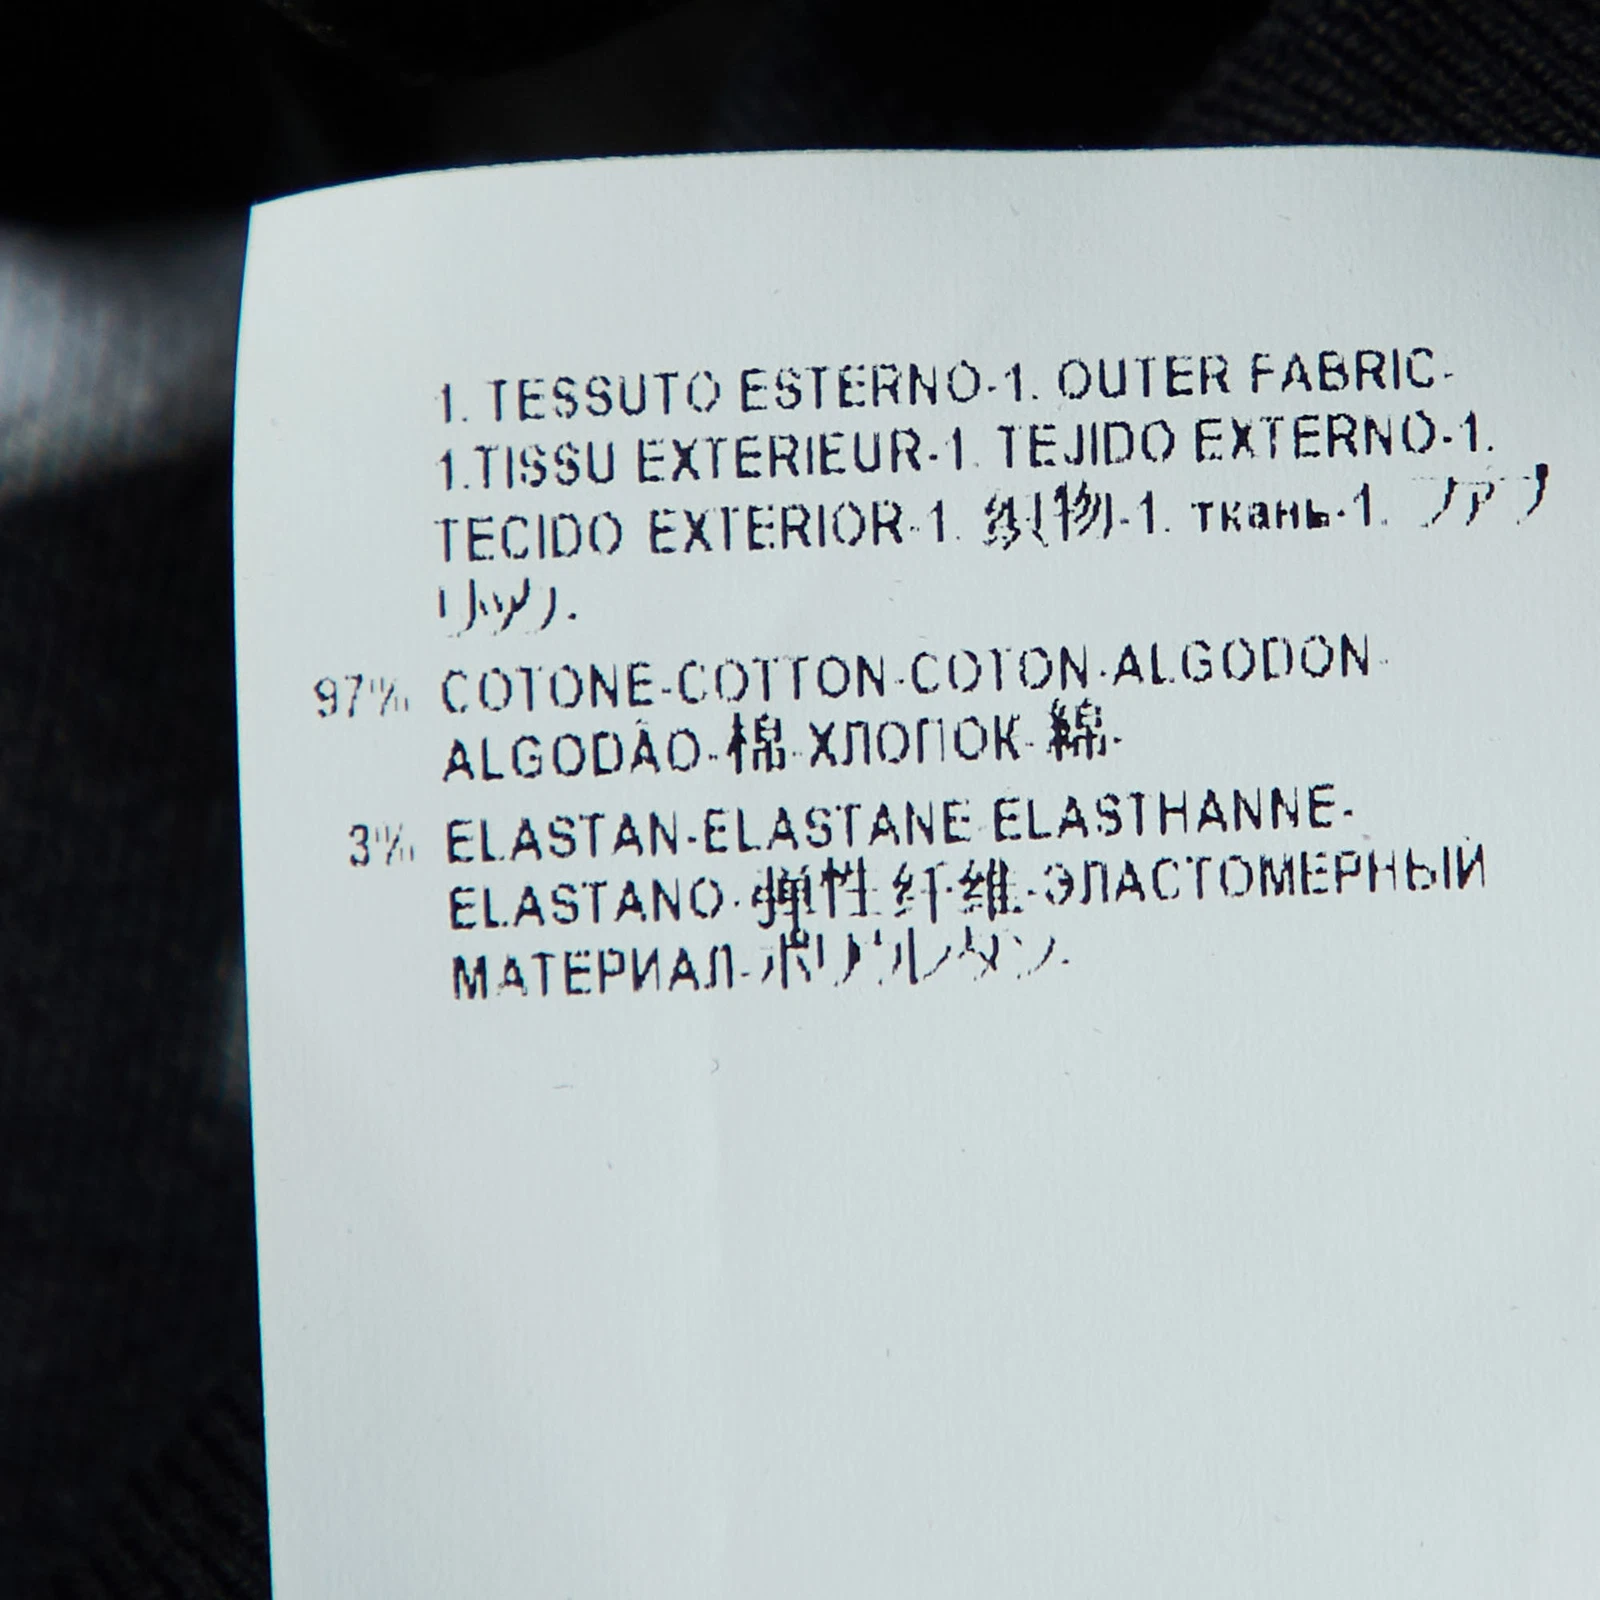 1. TESSUTO ESTERNO-1. OUTER FABRIC-
1.TISSU EXTERIEUR-1. TEJIDO EXTERNO-1.
TECIDO EXTERIOR-1. 织物-1. ткань-1. ファブ
リック.
97% COTONE-COTTON-COTON-ALGODON-
ALGODÃO-棉-ХЛОПОК-綿-
3% ELASTAN-ELASTANE-ELASTHANNE-
ELASTANO-弹性纤维-ЭЛАСТОМЕРНЫЙ
МАТЕРИАЛ-ポリウレタン.